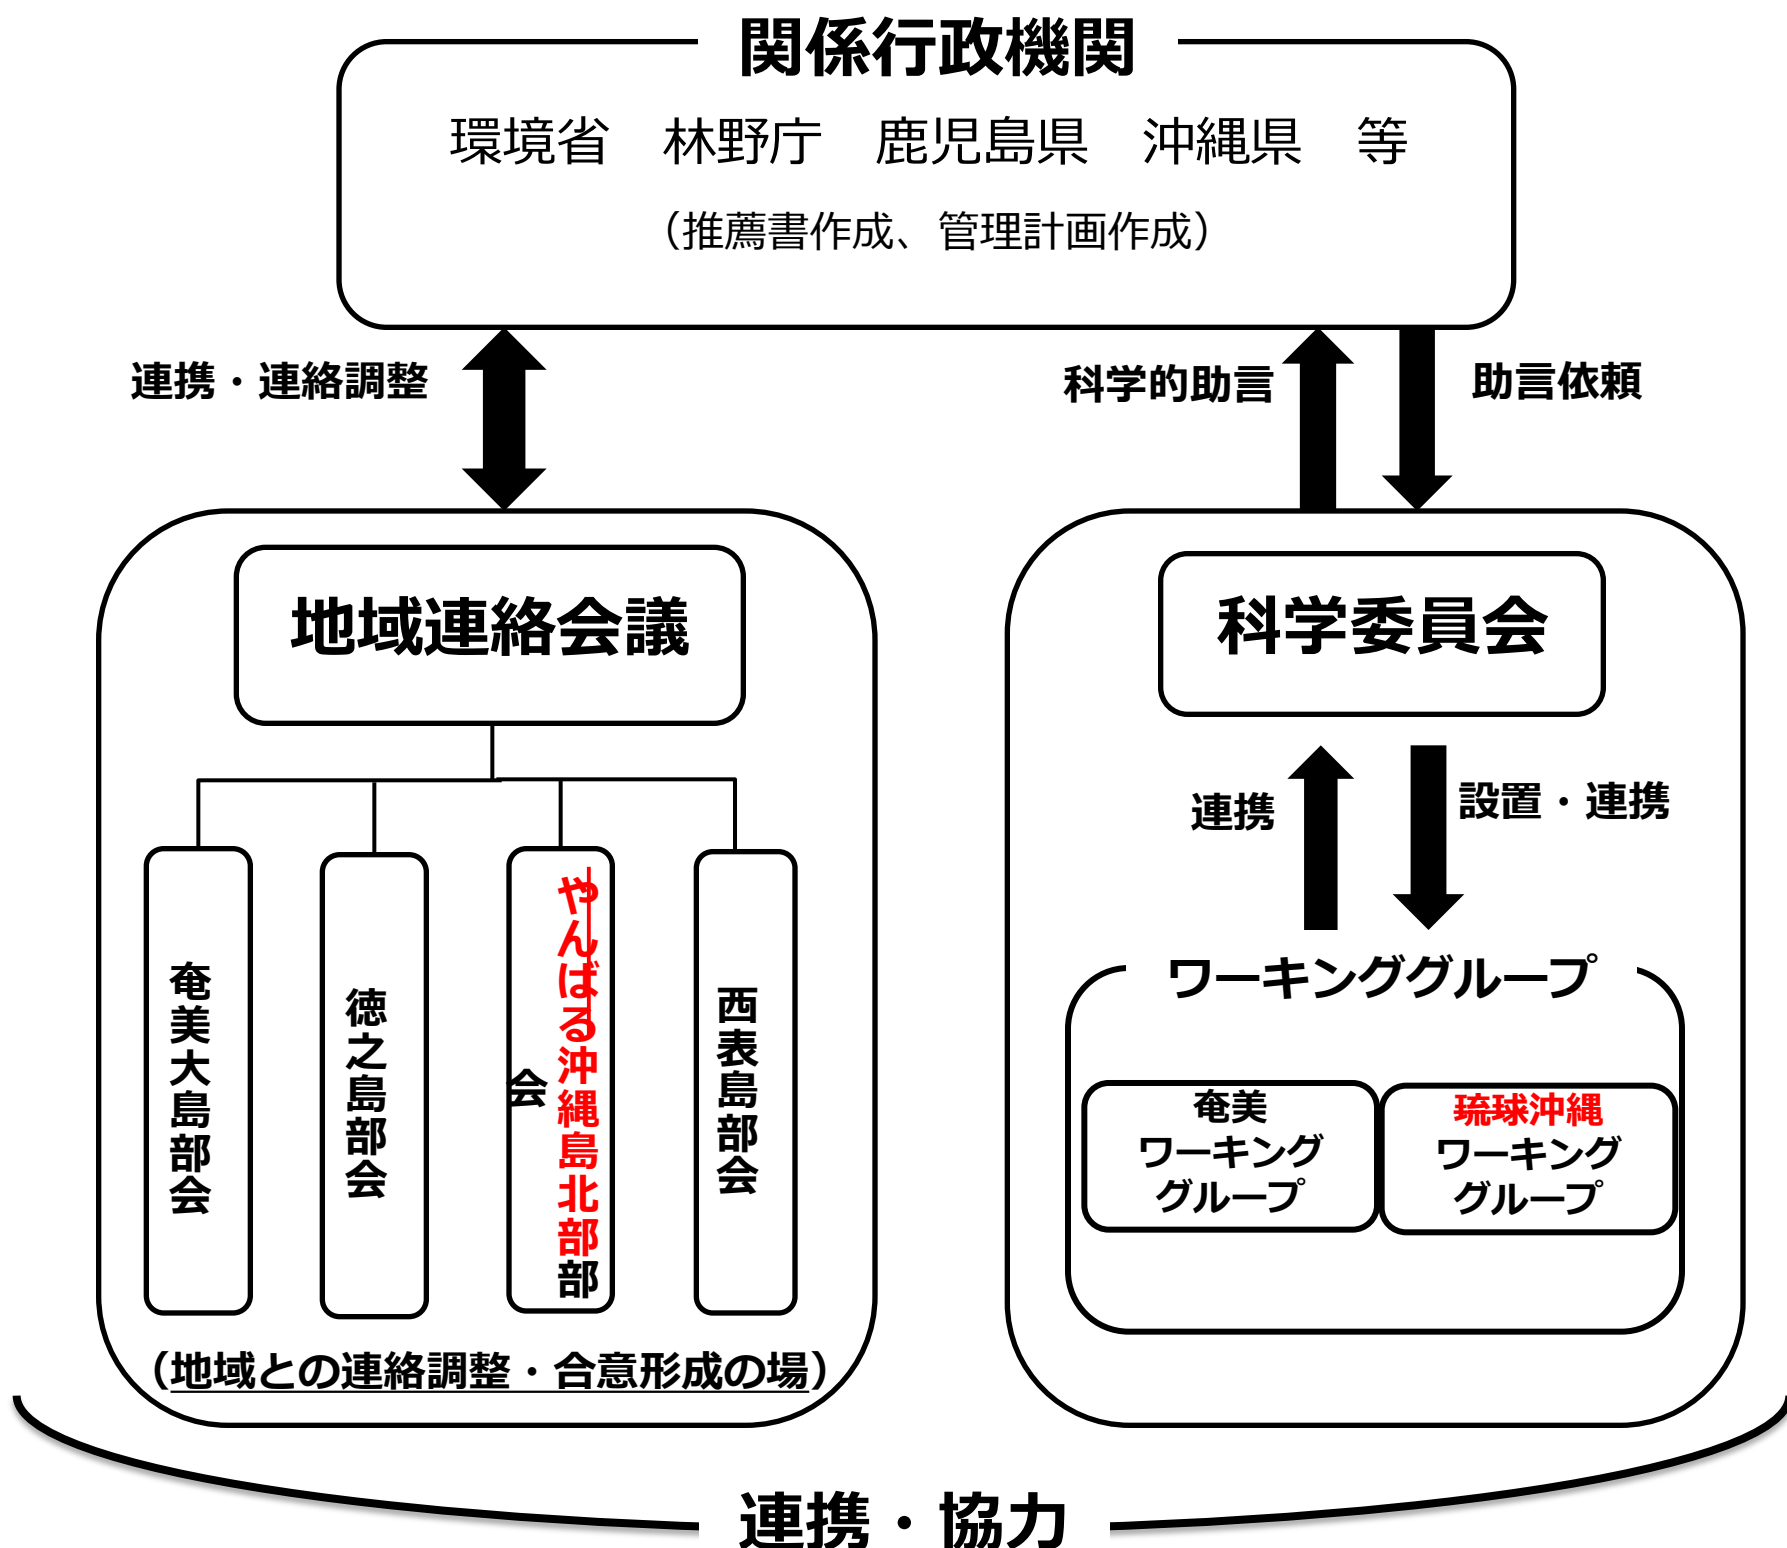 関係行政機関
環境省　林野庁　鹿児島県　沖縄県　等
（推薦書作成、管理計画作成）
連携・連絡調整
科学的助言
助言依頼
地域連絡会議
奄美大島部会
徳之島部会
やんばる沖縄島北部部
会
西表島部会
（地域との連絡調整・合意形成の場）
科学委員会
連携
設置・連携
ワーキンググループ
奄美
ワーキング
グループ
琉球沖縄
ワーキング
グループ
連携・協力